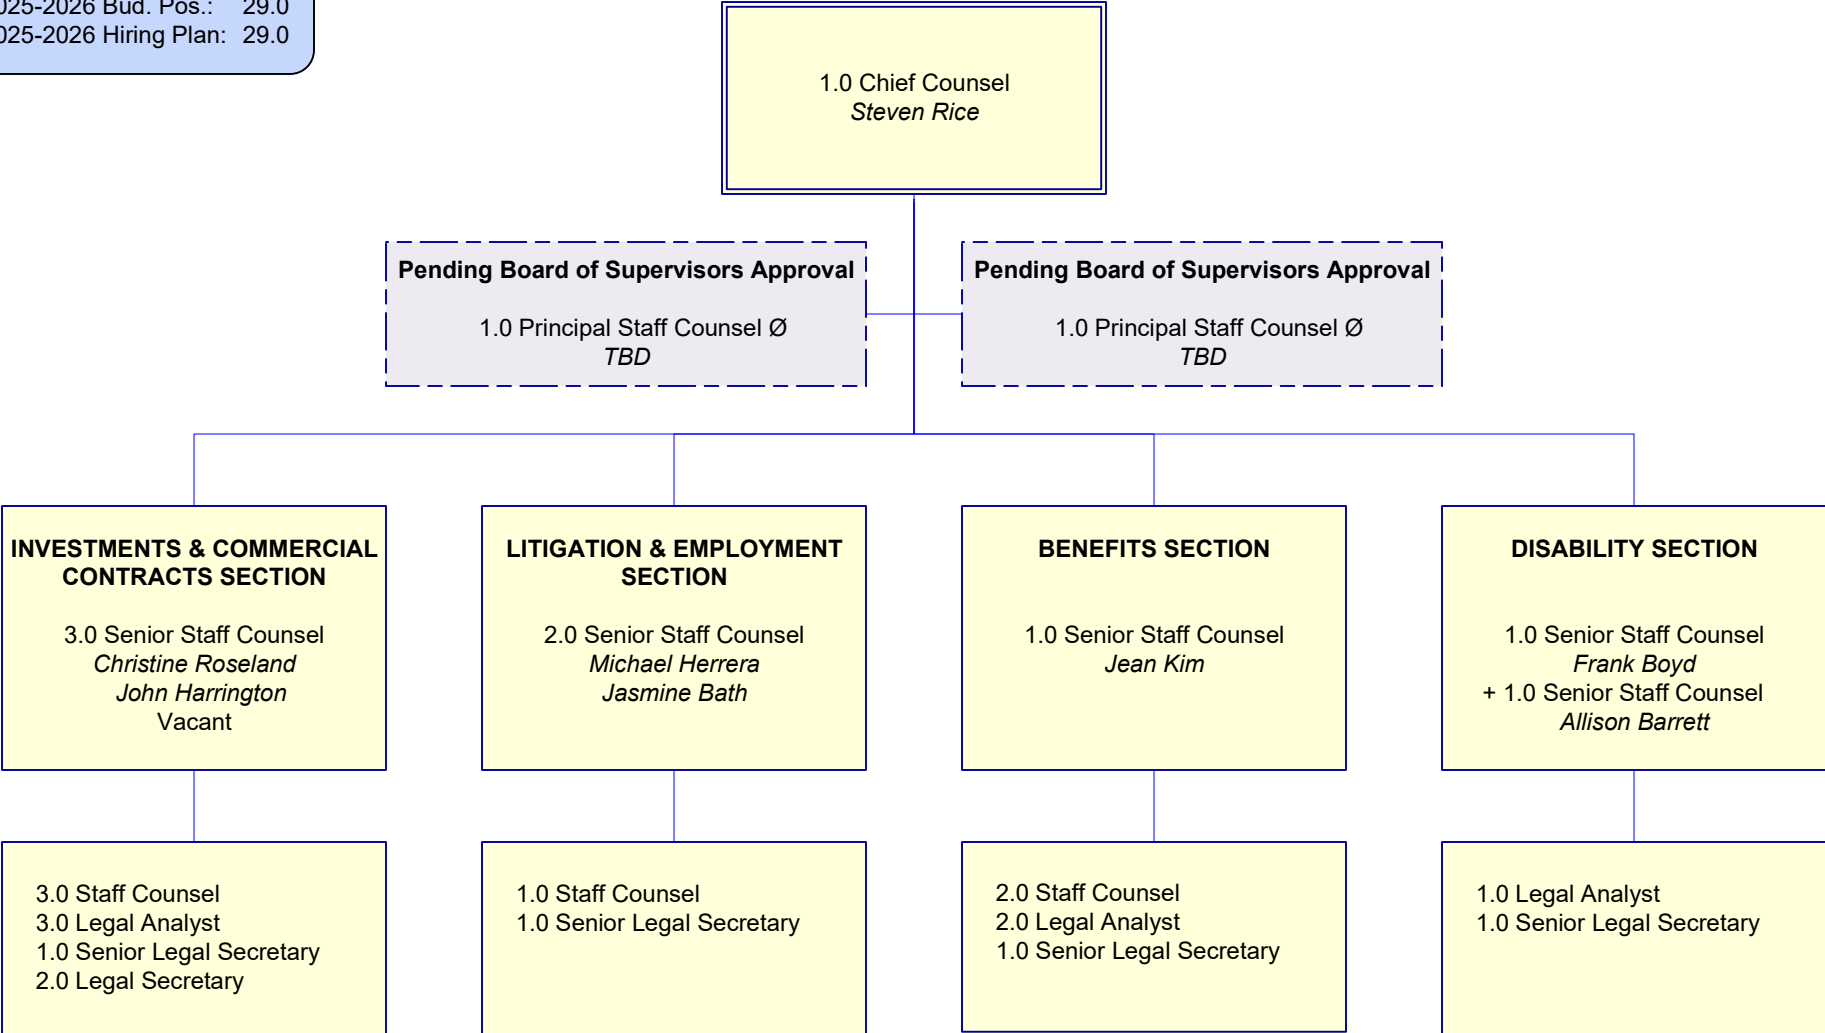 025-2026 Bud. Pos.: 29.0
025-2026 Hiring Plan: 29.0
1.0 Chief Counsel
Steven Rice
Pending Board of Supervisors Approval
1.0 Principal Staff Counsel Ø
TBD
Pending Board of Supervisors Approval
1.0 Principal Staff Counsel Ø
TBD
INVESTMENTS & COMMERCIAL
CONTRACTS SECTION
3.0 Senior Staff Counsel
Christine Roseland
John Harrington
Vacant
LITIGATION & EMPLOYMENT
SECTION
2.0 Senior Staff Counsel
Michael Herrera
Jasmine Bath
BENEFITS SECTION
1.0 Senior Staff Counsel
Jean Kim
DISABILITY SECTION
1.0 Senior Staff Counsel
Frank Boyd
+ 1.0 Senior Staff Counsel
Allison Barrett
3.0 Staff Counsel
3.0 Legal Analyst
1.0 Senior Legal Secretary
2.0 Legal Secretary
1.0 Staff Counsel
1.0 Senior Legal Secretary
2.0 Staff Counsel
2.0 Legal Analyst
1.0 Senior Legal Secretary
1.0 Legal Analyst
1.0 Senior Legal Secretary